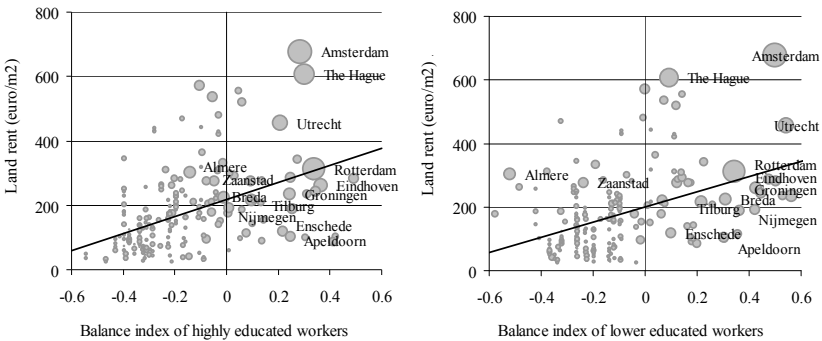 800
Amsterdam
600
The Hague
Utrecht
400
Almere
Rotterdam
Zaanstad
Eindhoven
Breda
Groningen
200
Tilburg
Nijmegen
Enschede
Apeldoorn
0
-0.6 -0.4 -0.2 0 0.2 0.4 0.6
Land rent (euro/m2)
Balance index of highly educated workers
800
Amsterdam
600
The Hague
Utrecht
400
Rotterdam
Almere
Eindhoven
Zaanstad
Groningen
Breda
200
Tilburg
Nijmegen
Enschede
Apeldoorn
0
-0.6 -0.4 -0.2 0 0.2 0.4 0.6
Land rent (euro/m2)
Balance index of lower educated workers